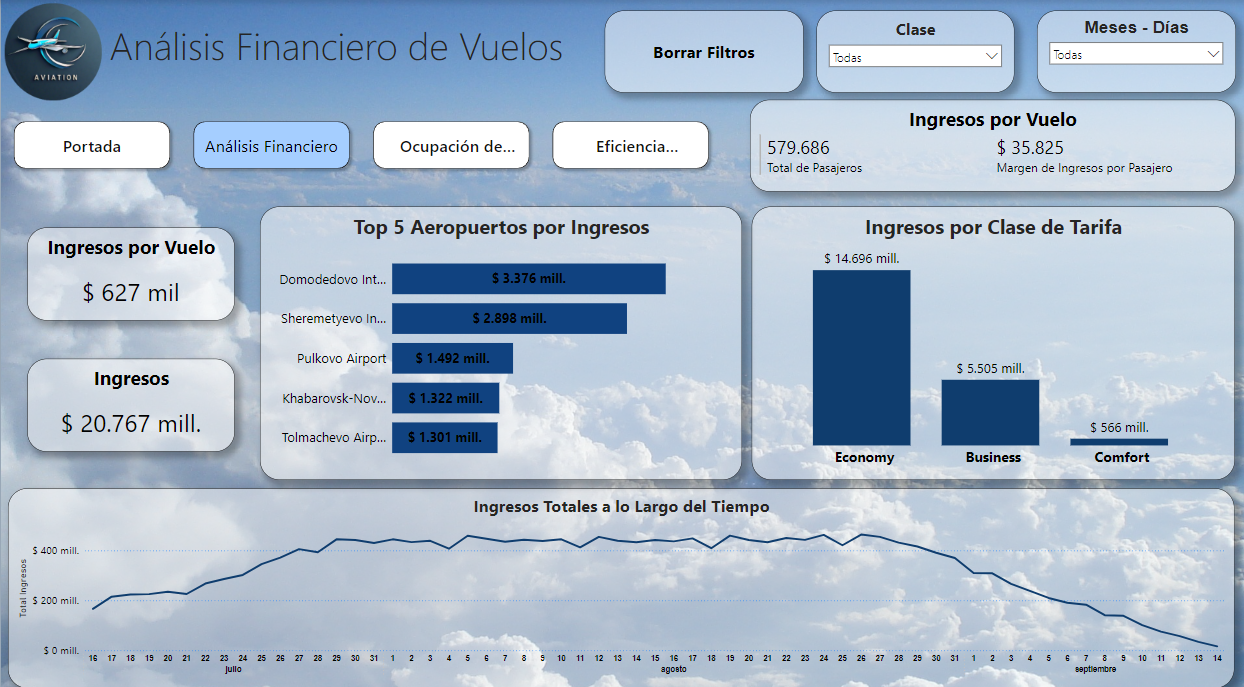 AVIATION
Análisis Financiero de Vuelos
Borrar Filtros
Clase
Todas
Meses - Días
Todas
Portada
Análisis Financiero
Ocupación de...
Eficiencia...
Ingresos por Vuelo
579.686
Total de Pasajeros
$ 35.825
Margen de Ingresos por Pasajero
Ingresos por Vuelo
$ 627 mil
Ingresos
$ 20.767 mill.
Top 5 Aeropuertos por Ingresos
Domodedovo Int... $ 3.376 mill.
Sheremetyevo In... $ 2.898 mill.
Pulkovo Airport $ 1.492 mill.
Khabarovsk-Nov... $ 1.322 mill.
Tolmachevo Airp... $ 1.301 mill.
Ingresos por Clase de Tarifa
$ 14.696 mill.
$ 5.505 mill.
$ 566 mill.
Economy Business Comfort
Ingresos Totales a lo Largo del Tiempo
Total Ingresos
$ 400 mill.
$ 200 mill.
$ 0 mill.
16 17 18 19 20 21 22 23 24 25 26 27 28 29 30 31 1 2 3 4 5 6 7 8 9 10 11 12 13 14 15 16 17 18 19 20 21 22 23 24 25 26 27 28 29 30 31 1 2 3 4 5 6 7 8 9 10 11 12 13 14
julio agosto septiembre